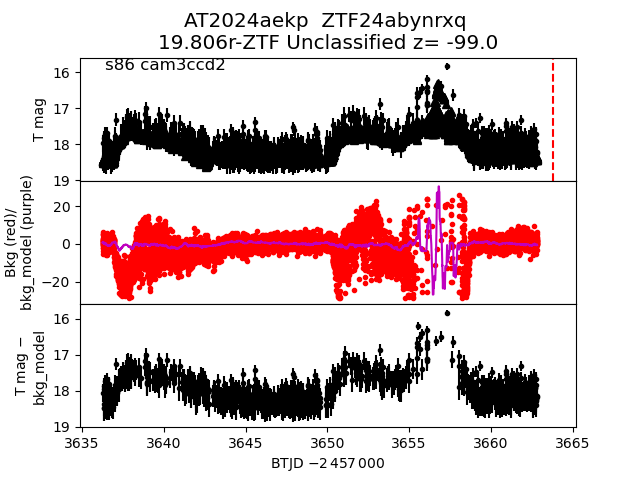 AT2024aekp  ZTF24abynrxq
19.806r-ZTF Unclassified z= -99.0
s86 cam3ccd2
T mag
16
17
18
19
Bkg (red)/
bkg_model (purple)
20
0
−20
T mag −
bkg_model
16
17
18
19
3635
3640
3645
3650
3655
3660
3665
BTJD −2 457 000